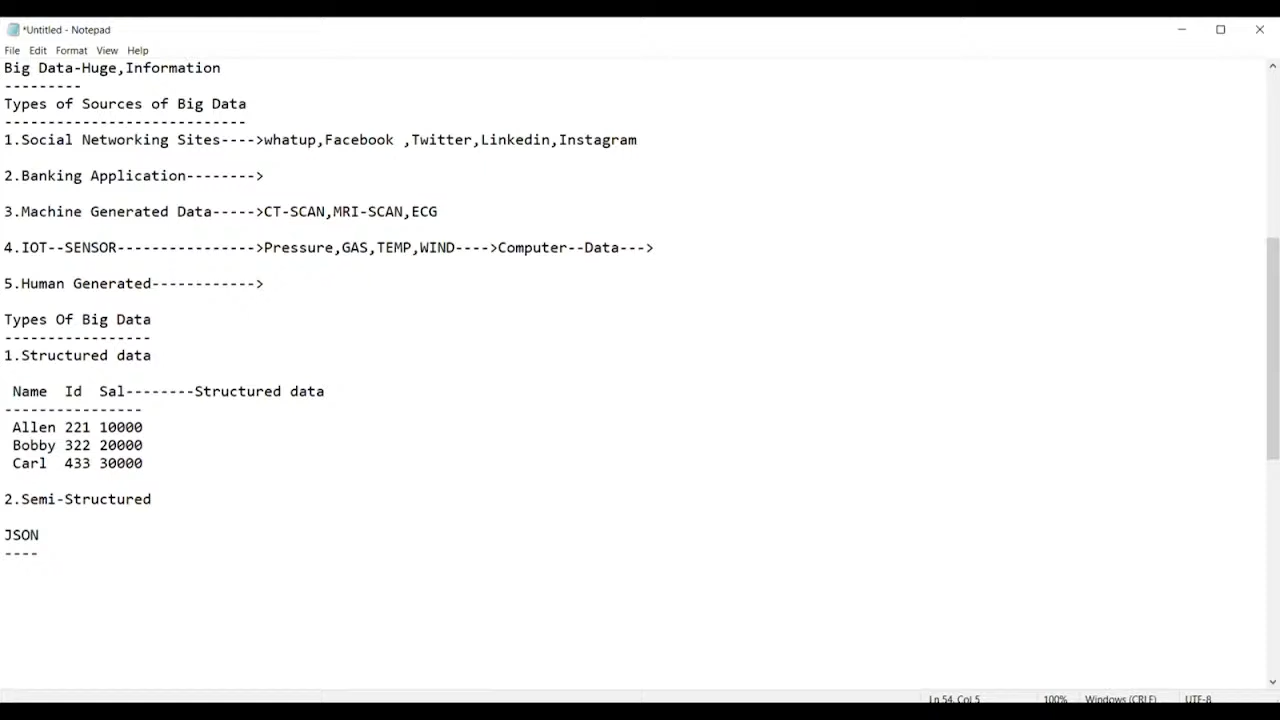 *Untitled - Notepad
File Edit Format View Help
Big Data-Huge,Information
---------
Types of Sources of Big Data
----------------------------
1.Social Networking Sites---->whatup,Facebook ,Twitter,Linkedin,Instagram
2.Banking Application-------->
3.Machine Generated Data----->CT-SCAN,MRI-SCAN,ECG
4.IOT--SENSOR---------------->Pressure,GAS,TEMP,WIND---->Computer--Data--->
5.Human Generated------------>
Types Of Big Data
-----------------
1.Structured data
Name Id Sal--------Structured data
----------------
Allen 221 10000
Bobby 322 20000
Carl 433 30000
2.Semi-Structured
JSON
----
Ln 54, Col 5 100% Windows (CRLF) UTF-8